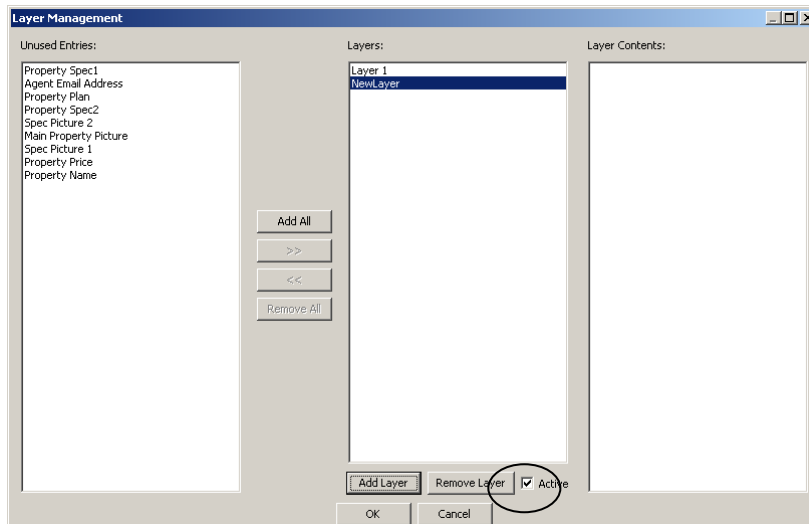 Layer Management
Unused Entries:
Layers:
Layer Contents:
Property Spec1
Agent Email Address
Property Plan
Property Spec2
Spec Picture 2
Main Property Picture
Spec Picture 1
Property Price
Property Name
Layer 1
NewLayer
Add All
>>
<<
Remove All
Add Layer
Remove Layer
Active
OK
Cancel